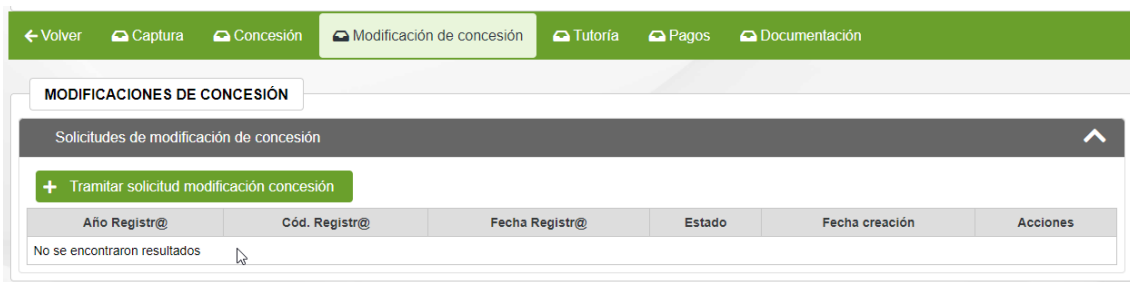 Volver Captura Concesión Modificación de concesión Tutoría Pagos Documentación
MODIFICACIONES DE CONCESIÓN
Solicitudes de modificación de concesión
+ Tramitar solicitud modificación concesión
Año Registr@ Cód. Registr@ Fecha Registr@ Estado Fecha creación Acciones
No se encontraron resultados